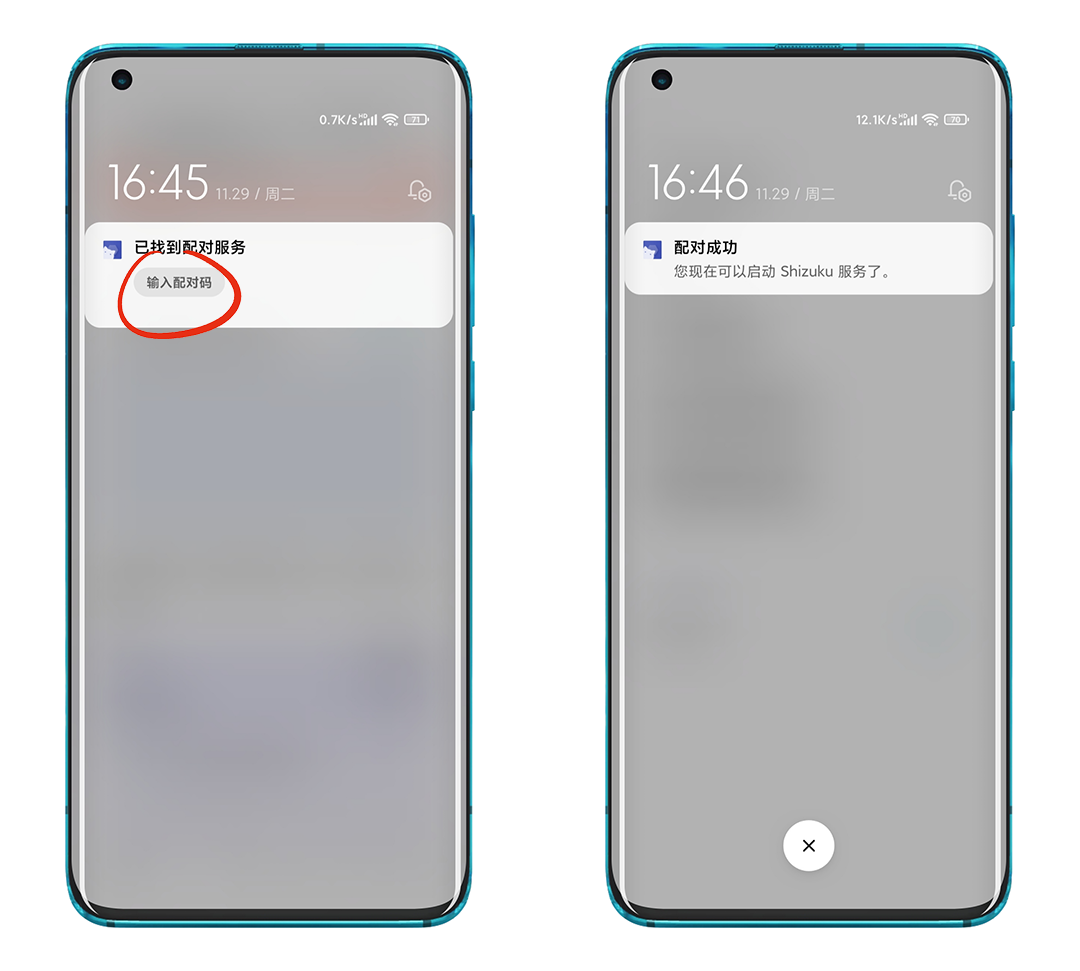 0.7K/s HD 71
16:45 11.29 / 周二
已找到配对服务
输入配对码
12.1K/s HD 70
16:46 11.29 / 周二
配对成功
您现在可以启动 Shizuku 服务了。